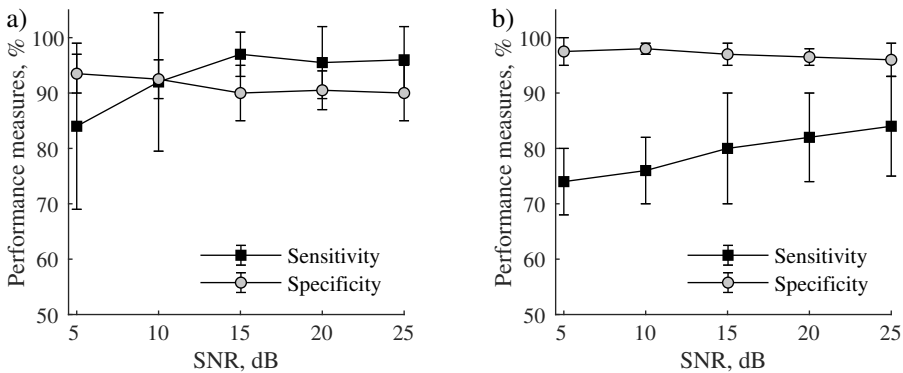 a)
Performance measures, %
100
90
80
70
60
50
5 10 15 20 25
SNR, dB
Sensitivity
Specificity
b)
Performance measures, %
100
90
80
70
60
50
5 10 15 20 25
SNR, dB
Sensitivity
Specificity